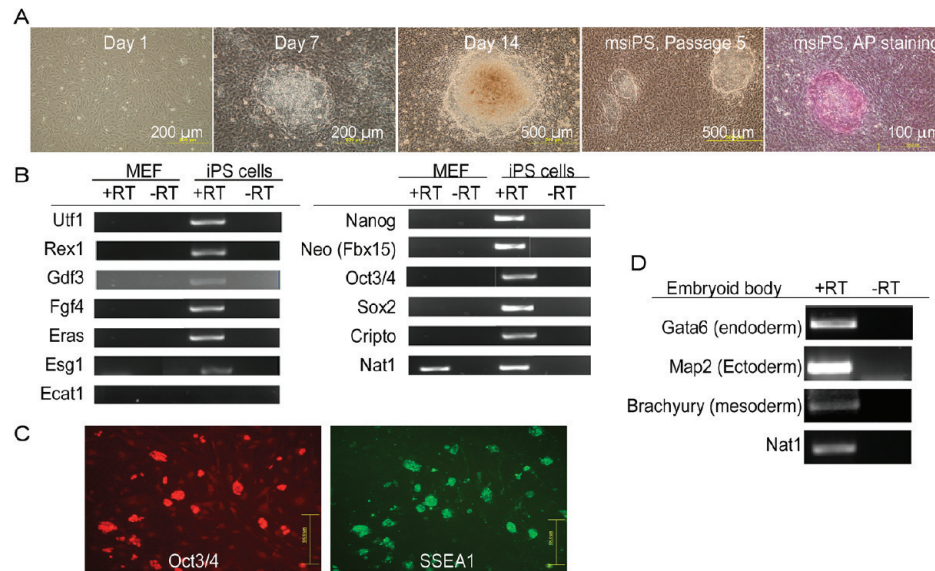 A
Day 1
Day 7
Day 14
msiPS, Passage 5
msiPS, AP staining
200 µm
200 µm
500 µm
500 µm
100 µm
B
MEF
iPS cells
+RT -RT +RT -RT
Utf1
Rex1
Gdf3
Fgf4
Eras
Esg1
Ecat1
MEF
iPS cells
+RT -RT +RT -RT
Nanog
Neo (Fbx15)
Oct3/4
Sox2
Cripto
Nat1
C
Oct3/4
SSEA1
D
Embryoid body +RT -RT
Gata6 (endoderm)
Map2 (Ectoderm)
Brachyury (mesoderm)
Nat1